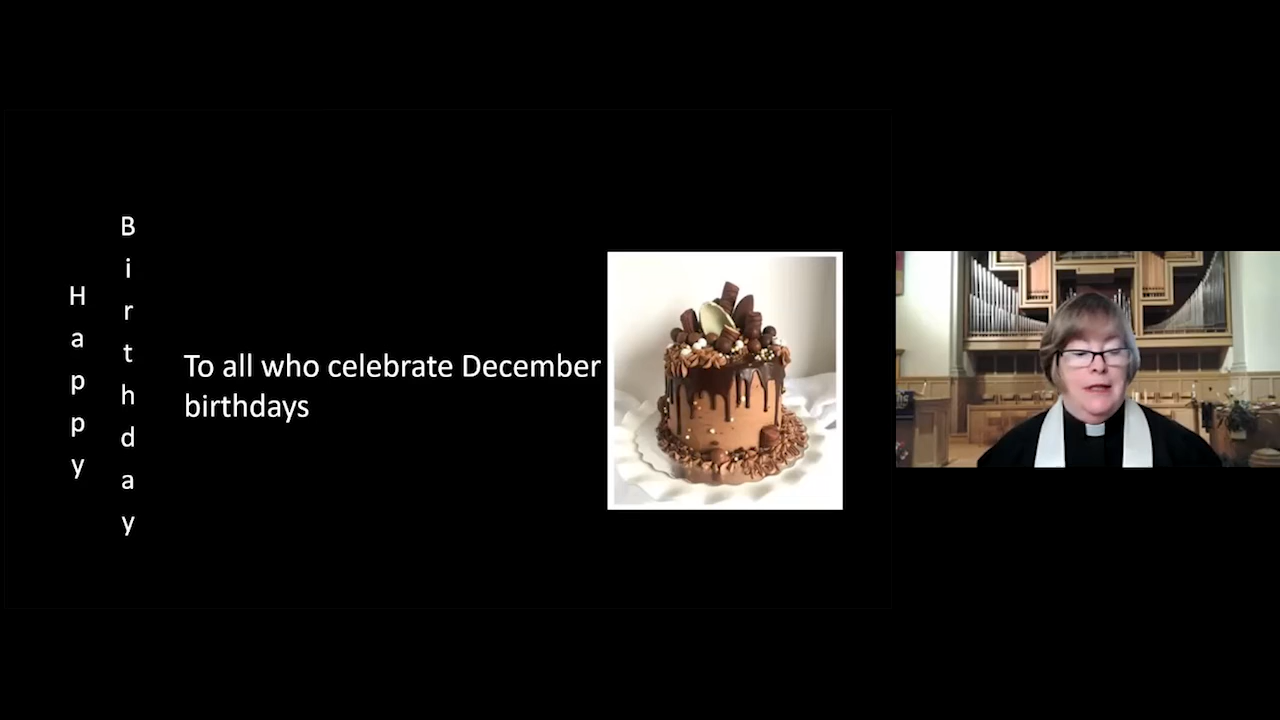 Happy
Birthday
To all who celebrate December
birthdays